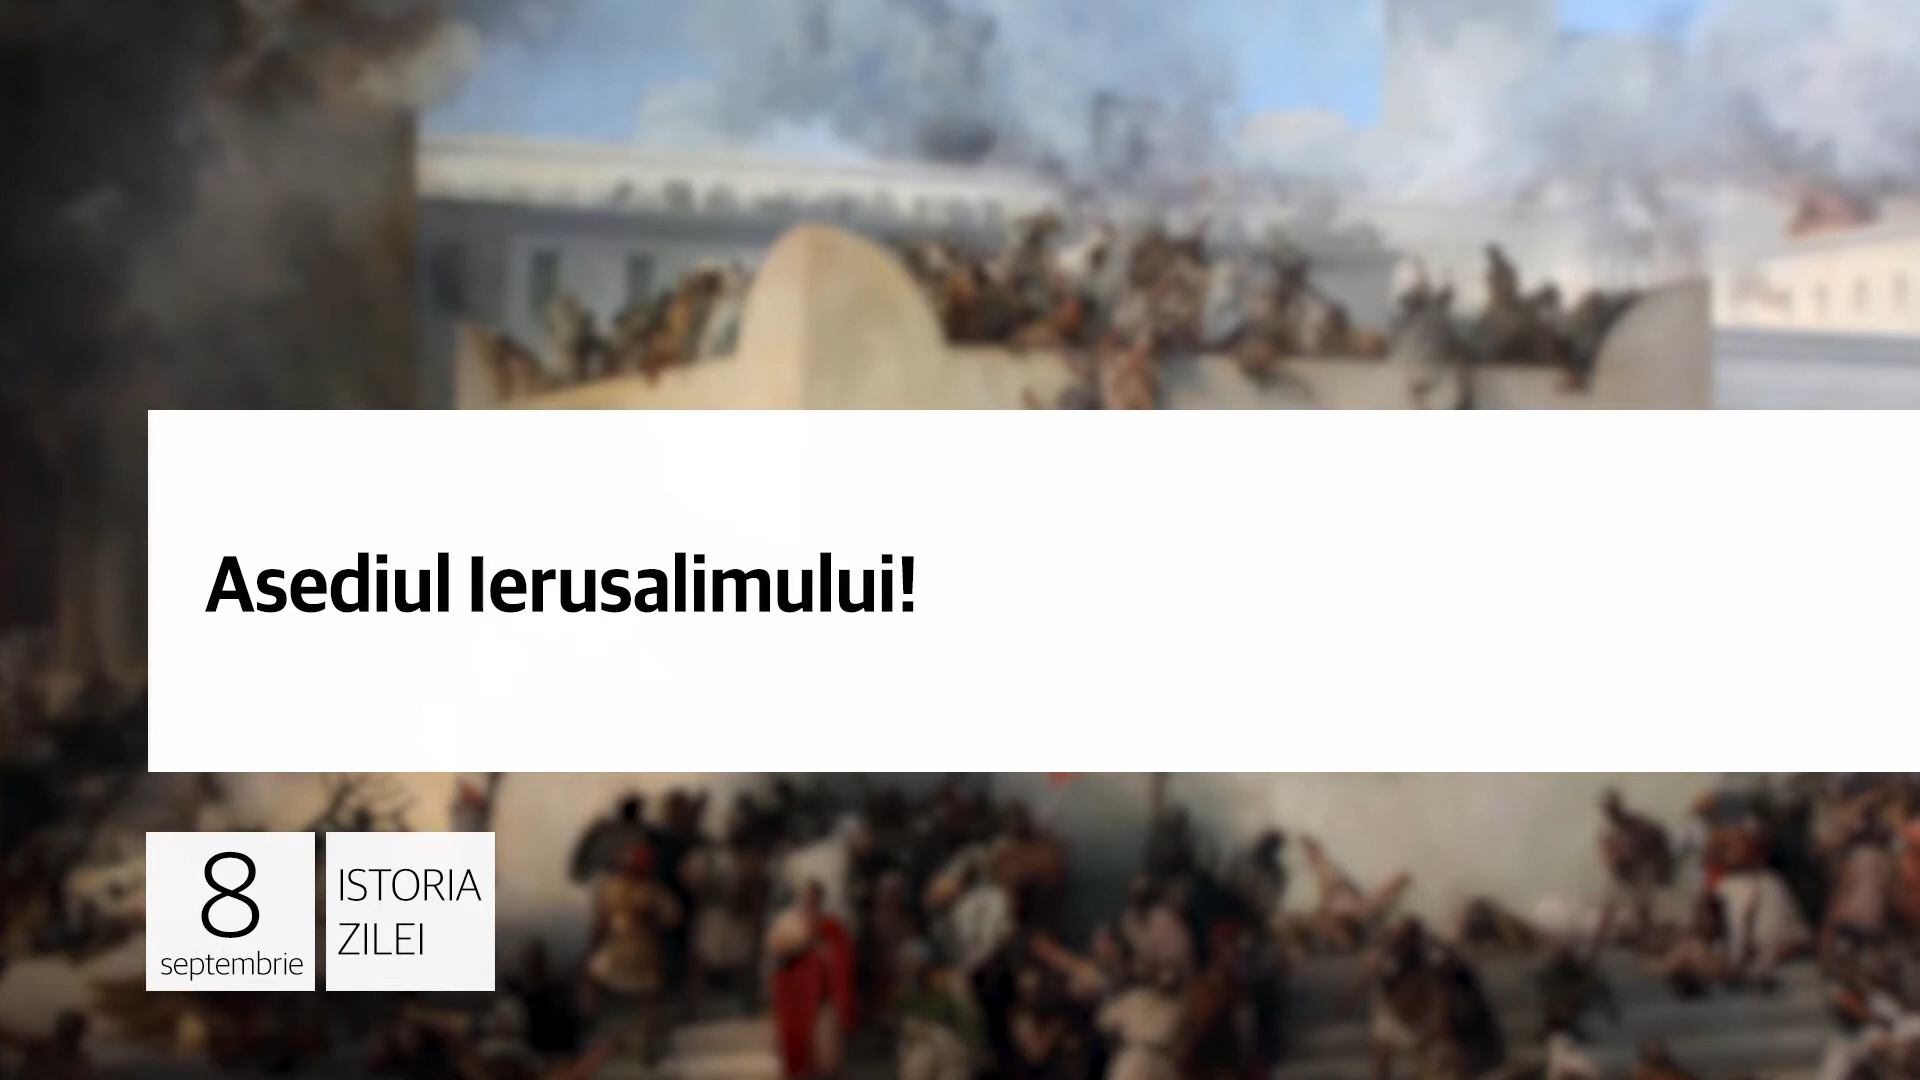 Asediul Ierusalimului!
8
septembrie
ISTORIA
ZILEI